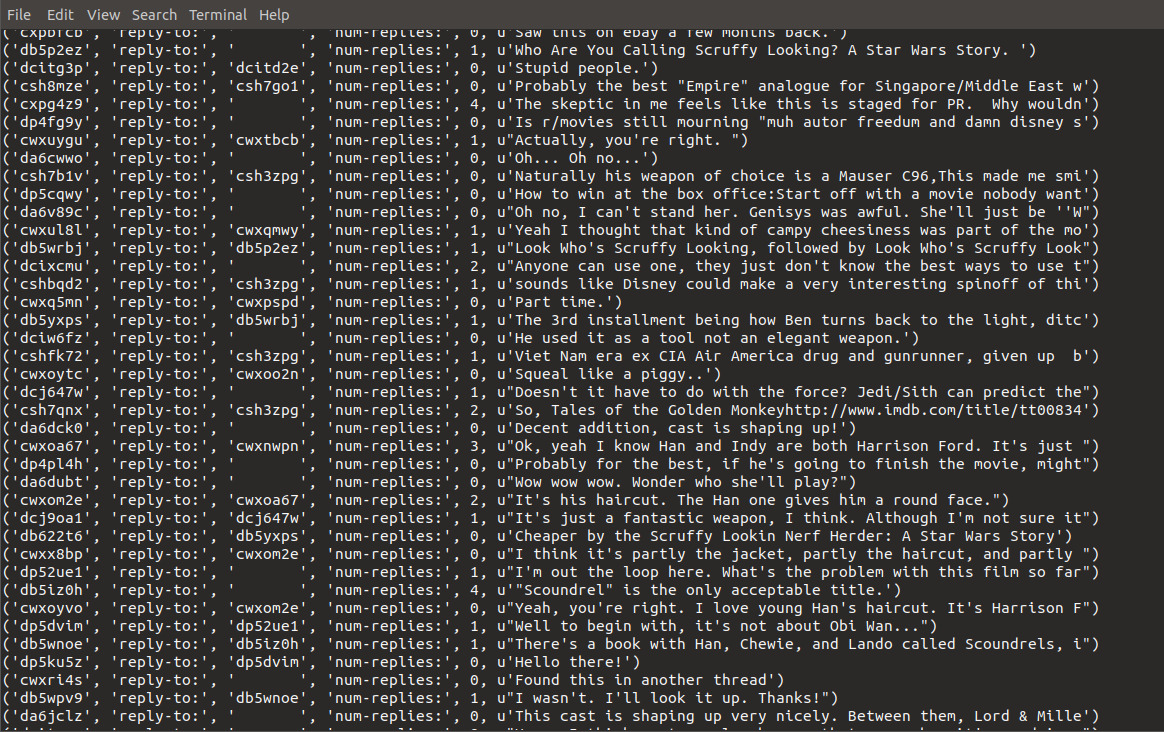 File Edit View Search Terminal Help
('cxpbfcb', 'reply-to:', '       ', 'num-replies:', 0, u'Saw this on ebay a few months back.')
('db5p2ez', 'reply-to:', '       ', 'num-replies:', 1, u'Who Are You Calling Scruffy Looking? A Star Wars Story. ')
('dcitg3p', 'reply-to:', 'dcitd2e', 'num-replies:', 0, u'Stupid people.')
('csh8mze', 'reply-to:', 'csh7go1', 'num-replies:', 0, u'Probably the best "Empire" analogue for Singapore/Middle East w')
('cxpg4z9', 'reply-to:', '       ', 'num-replies:', 4, u'The skeptic in me feels like this is staged for PR.  Why wouldn')
('dp4fg9y', 'reply-to:', '       ', 'num-replies:', 0, u'Is r/movies still mourning "muh autor freedum and damn disney s')
('cwxuygu', 'reply-to:', 'cwxtbcb', 'num-replies:', 1, u"Actually, you're right. ")
('da6cwwo', 'reply-to:', '       ', 'num-replies:', 0, u'Oh... Oh no...')
('csh7b1v', 'reply-to:', 'csh3zpg', 'num-replies:', 0, u'Naturally his weapon of choice is a Mauser C96,This made me smi')
('dp5cqwy', 'reply-to:', '       ', 'num-replies:', 0, u'How to win at the box office:Start off with a movie nobody want')
('da6v89c', 'reply-to:', '       ', 'num-replies:', 0, u"Oh no, I can't stand her. Genisys was awful. She'll just be ''W")
('cwxul8l', 'reply-to:', 'cwxqmwy', 'num-replies:', 1, u'Yeah I thought that kind of campy cheesiness was part of the mo')
('db5wrbj', 'reply-to:', 'db5p2ez', 'num-replies:', 1, u"Look Who's Scruffy Looking, followed by Look Who's Scruffy Look")
('dcixcmu', 'reply-to:', '       ', 'num-replies:', 2, u"Anyone can use one, they just don't know the best ways to use t")
('cshbqd2', 'reply-to:', 'csh3zpg', 'num-replies:', 1, u'sounds like Disney could make a very interesting spinoff of thi')
('cwxq5mn', 'reply-to:', 'cwxpspd', 'num-replies:', 0, u'Part time.')
('db5yxps', 'reply-to:', 'db5wrbj', 'num-replies:', 1, u'The 3rd installment being how Ben turns back to the light, ditc')
('dciw6fz', 'reply-to:', '       ', 'num-replies:', 0, u'He used it as a tool not an elegant weapon.')
('cshfk72', 'reply-to:', 'csh3zpg', 'num-replies:', 1, u'Viet Nam era ex CIA Air America drug and gunrunner, given up  b')
('cwxoytc', 'reply-to:', 'cwxoo2n', 'num-replies:', 0, u'Squeal like a piggy..')
('dcj647w', 'reply-to:', '       ', 'num-replies:', 1, u"Doesn't it have to do with the force? Jedi/Sith can predict the")
('csh7qnx', 'reply-to:', 'csh3zpg', 'num-replies:', 2, u'So, Tales of the Golden Monkeyhttp://www.imdb.com/title/tt00834')
('da6dck0', 'reply-to:', '       ', 'num-replies:', 0, u'Decent addition, cast is shaping up!')
('cwxoa67', 'reply-to:', 'cwxnwpn', 'num-replies:', 3, u"Ok, yeah I know Han and Indy are both Harrison Ford. It's just ")
('dp4pl4h', 'reply-to:', '       ', 'num-replies:', 0, u"Probably for the best, if he's going to finish the movie, might")
('da6dubt', 'reply-to:', '       ', 'num-replies:', 0, u"Wow wow wow. Wonder who she'll play?")
('cwxom2e', 'reply-to:', 'cwxoa67', 'num-replies:', 2, u"It's his haircut. The Han one gives him a round face.")
('dcj9oa1', 'reply-to:', 'dcj647w', 'num-replies:', 1, u"It's just a fantastic weapon, I think. Although I'm not sure it")
('db622t6', 'reply-to:', 'db5yxps', 'num-replies:', 0, u'Cheaper by the Scruffy Lookin Nerf Herder: A Star Wars Story')
('cwxx8bp', 'reply-to:', 'cwxom2e', 'num-replies:', 0, u"I think it's partly the jacket, partly the haircut, and partly ")
('dp52ue1', 'reply-to:', '       ', 'num-replies:', 1, u"I'm out the loop here. What's the problem with this film so far")
('db5iz0h', 'reply-to:', '       ', 'num-replies:', 4, u'"Scoundrel" is the only acceptable title.')
('cwxoyvo', 'reply-to:', 'cwxom2e', 'num-replies:', 0, u"Yeah, you're right. I love young Han's haircut. It's Harrison F")
('dp5dvim', 'reply-to:', 'dp52ue1', 'num-replies:', 1, u"Well to begin with, it's not about Obi Wan...")
('db5wnoe', 'reply-to:', 'db5iz0h', 'num-replies:', 1, u"There's a book with Han, Chewie, and Lando called Scoundrels, i")
('dp5ku5z', 'reply-to:', 'dp5dvim', 'num-replies:', 0, u'Hello there!')
('cwxri4s', 'reply-to:', '       ', 'num-replies:', 0, u'Found this in another thread')
('db5wpv9', 'reply-to:', 'db5wnoe', 'num-replies:', 1, u"I wasn't. I'll look it up. Thanks!")
('da6jclz', 'reply-to:', '       ', 'num-replies:', 0, u'This cast is shaping up very nicely. Between them, Lord & Mille')